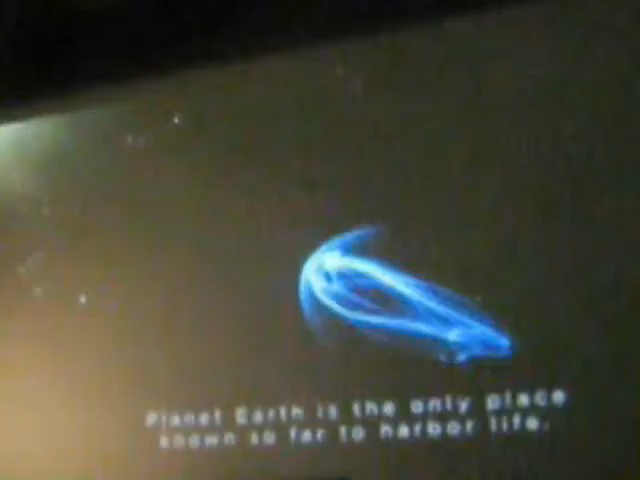 Planet Earth is the only place
known so far to harbor life.